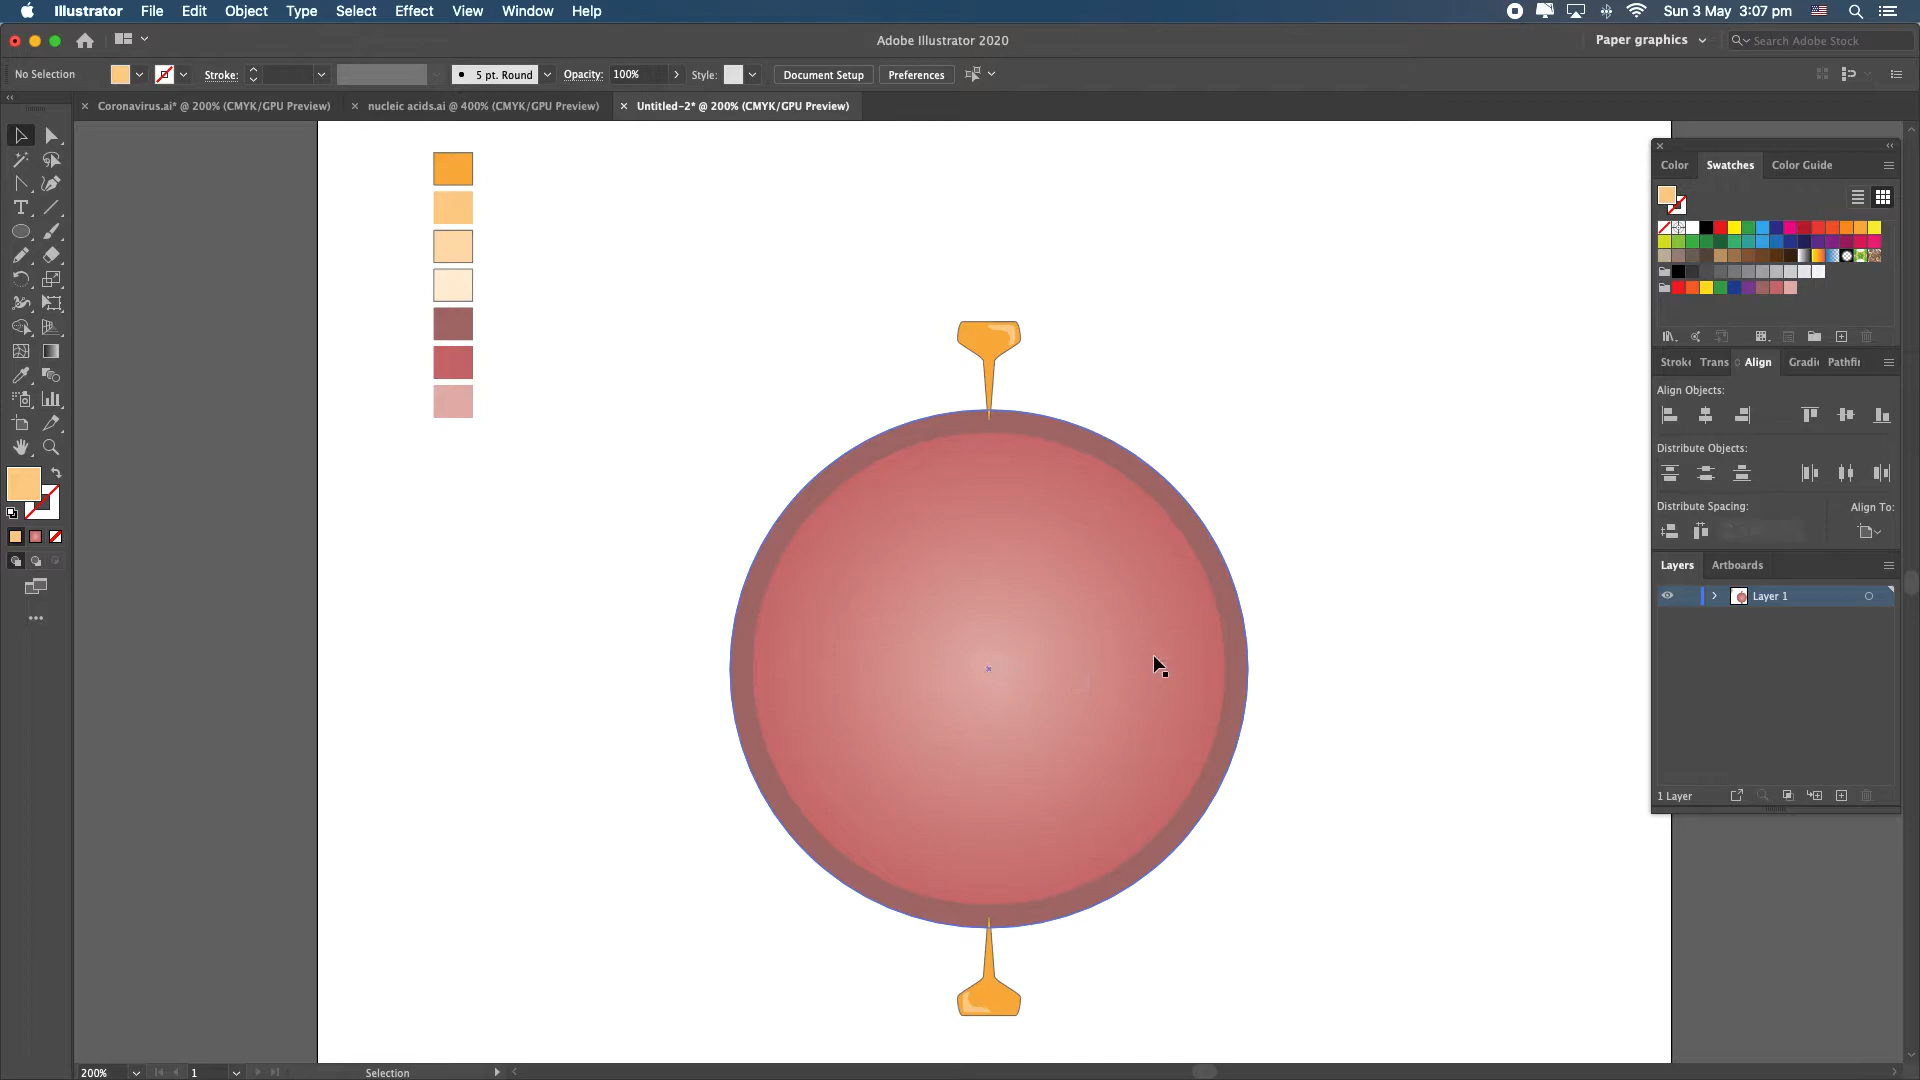 Illustrator File Edit Object Type Select Effect View Window Help
Sun 3 May 3:07 pm
Adobe Illustrator 2020
Paper graphics
Search Adobe Stock
No Selection
Stroke:
5 pt. Round
Opacity: 100%
Style:
Document Setup
Preferences
Coronavirus.ai* @ 200% (CMYK/GPU Preview)
nucleic acids.ai @ 400% (CMYK/GPU Preview)
Untitled-2* @ 200% (CMYK/GPU Preview)
Color Swatches Color Guide
Stroke Trans Align Gradi Pathfin
Align Objects:
Distribute Objects:
Distribute Spacing: Align To:
Layers Artboards
Layer 1
1 Layer
200% 1 Selection